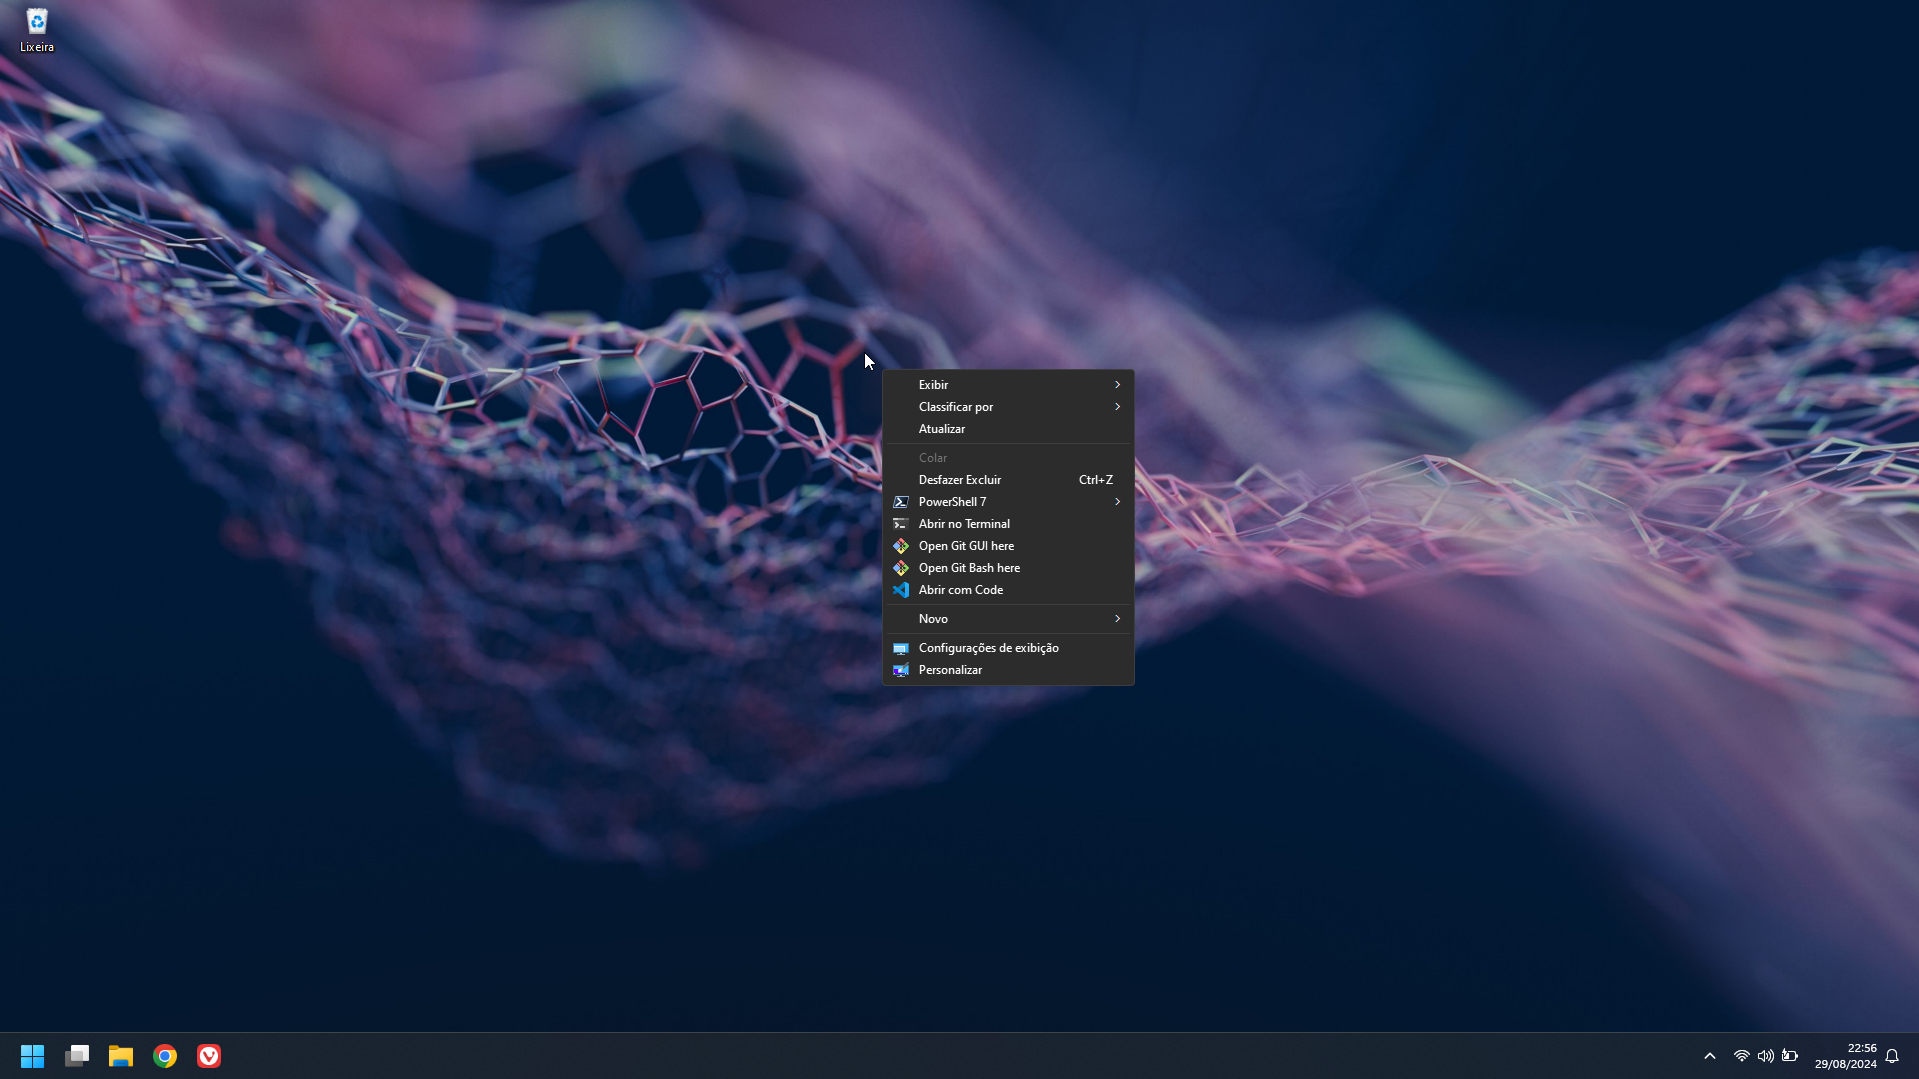 Lixeira
Exibir
Classificar por
Atualizar
Colar
Desfazer Excluir Ctrl+Z
PowerShell 7
Abrir no Terminal
Open Git GUI here
Open Git Bash here
Abrir com Code
Novo
Configurações de exibição
Personalizar
22:56
29/08/2024